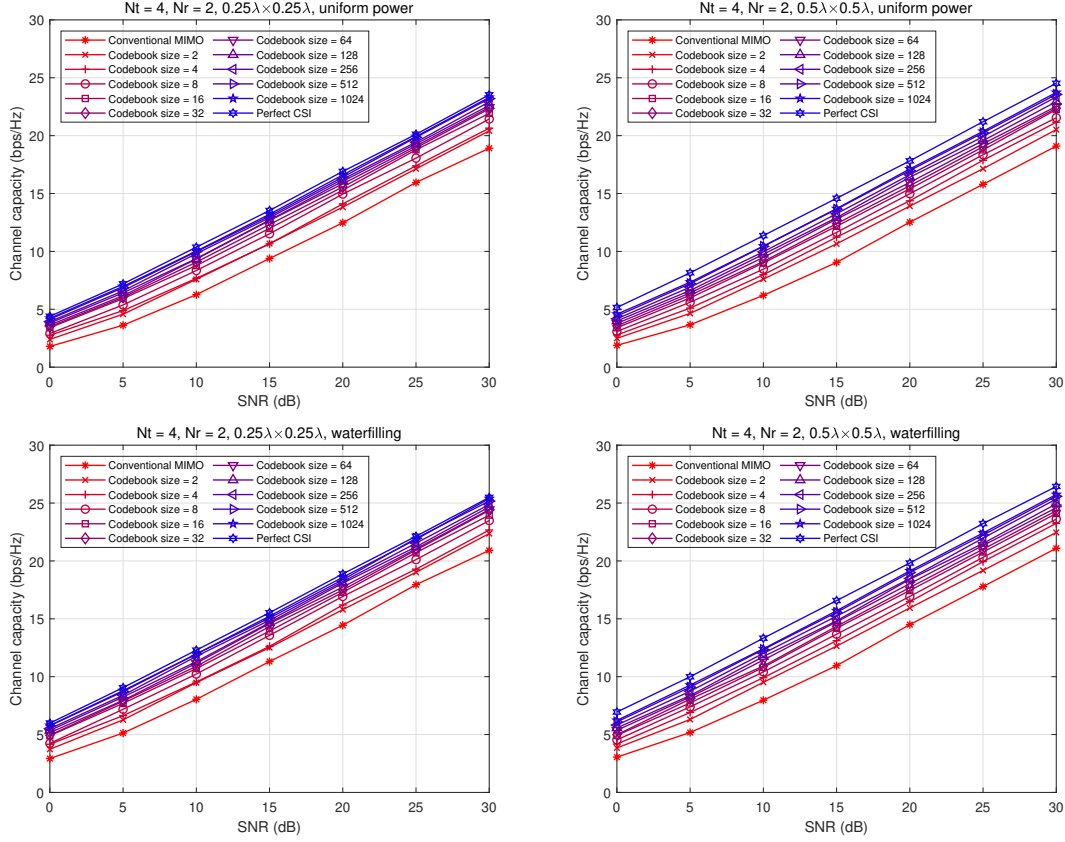 Nt = 4, Nr = 2, 0.25λ×0.25λ, uniform power
Channel capacity (bps/Hz)
30
25
20
15
10
5
0
Conventional MIMO
Codebook size = 2
Codebook size = 4
Codebook size = 8
Codebook size = 16
Codebook size = 32
Codebook size = 64
Codebook size = 128
Codebook size = 256
Codebook size = 512
Codebook size = 1024
Perfect CSI
0 5 10 15 20 25 30
SNR (dB)
Nt = 4, Nr = 2, 0.5λ×0.5λ, uniform power
Channel capacity (bps/Hz)
30
25
20
15
10
5
0
Conventional MIMO
Codebook size = 2
Codebook size = 4
Codebook size = 8
Codebook size = 16
Codebook size = 32
Codebook size = 64
Codebook size = 128
Codebook size = 256
Codebook size = 512
Codebook size = 1024
Perfect CSI
0 5 10 15 20 25 30
SNR (dB)
Nt = 4, Nr = 2, 0.25λ×0.25λ, waterfilling
Channel capacity (bps/Hz)
30
25
20
15
10
5
0
Conventional MIMO
Codebook size = 2
Codebook size = 4
Codebook size = 8
Codebook size = 16
Codebook size = 32
Codebook size = 64
Codebook size = 128
Codebook size = 256
Codebook size = 512
Codebook size = 1024
Perfect CSI
0 5 10 15 20 25 30
SNR (dB)
Nt = 4, Nr = 2, 0.5λ×0.5λ, waterfilling
Channel capacity (bps/Hz)
30
25
20
15
10
5
0
Conventional MIMO
Codebook size = 2
Codebook size = 4
Codebook size = 8
Codebook size = 16
Codebook size = 32
Codebook size = 64
Codebook size = 128
Codebook size = 256
Codebook size = 512
Codebook size = 1024
Perfect CSI
0 5 10 15 20 25 30
SNR (dB)